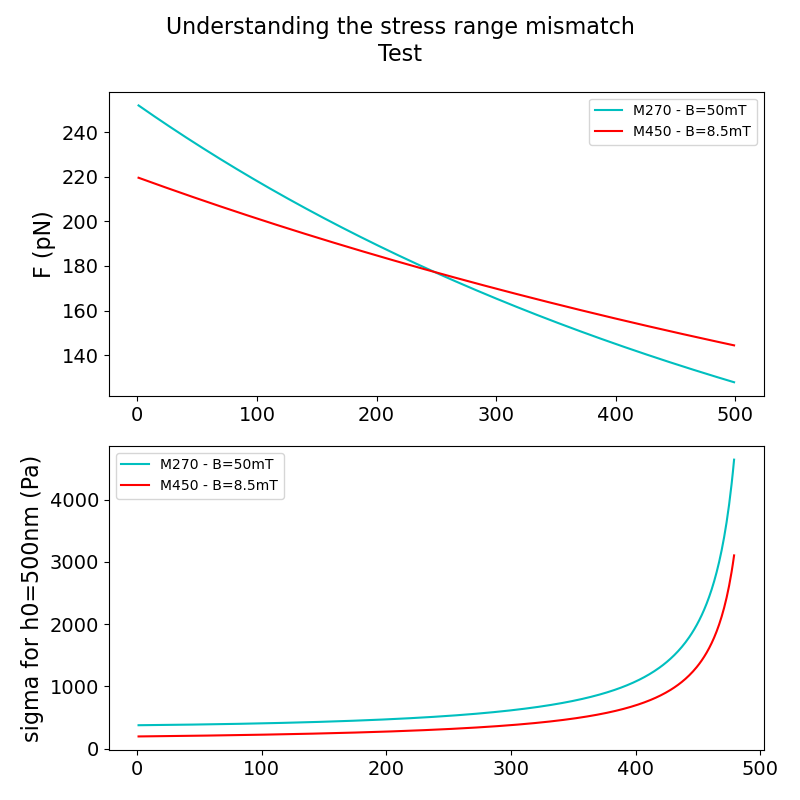 Understanding the stress range mismatch
Test
F (pN)
240
220
200
180
160
140
M270 - B=50mT
M450 - B=8.5mT
0 100 200 300 400 500
sigma for h0=500nm (Pa)
4000
3000
2000
1000
0
M270 - B=50mT
M450 - B=8.5mT
0 100 200 300 400 500